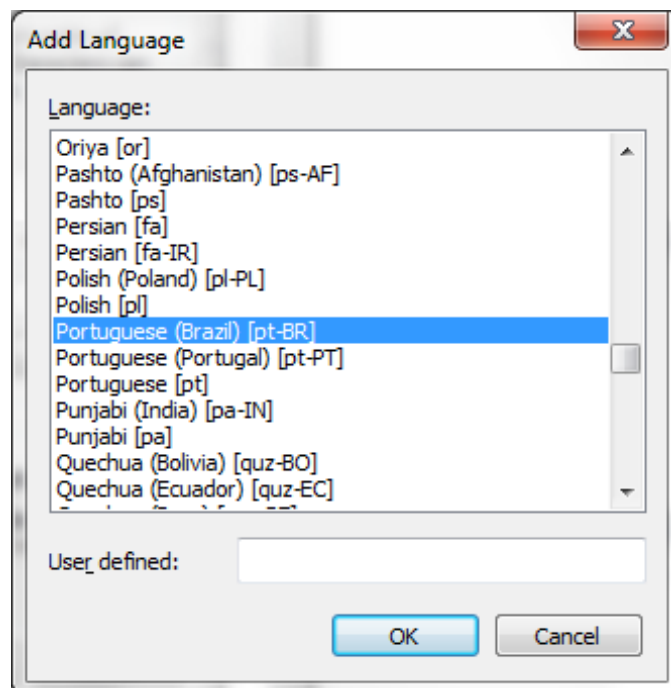 Add Language
Language:
Oriya [or]
Pashto (Afghanistan) [ps-AF]
Pashto [ps]
Persian [fa]
Persian [fa-IR]
Polish (Poland) [pl-PL]
Polish [pl]
Portuguese (Brazil) [pt-BR]
Portuguese (Portugal) [pt-PT]
Portuguese [pt]
Punjabi (India) [pa-IN]
Punjabi [pa]
Quechua (Bolivia) [quz-BO]
Quechua (Ecuador) [quz-EC]
User defined:
OK Cancel